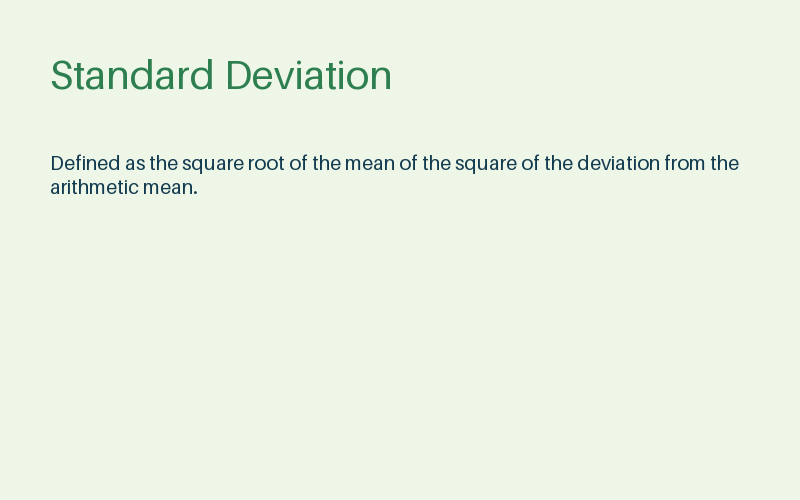 Standard Deviation
Defined as the square root of the mean of the square of the deviation from the
arithmetic mean.